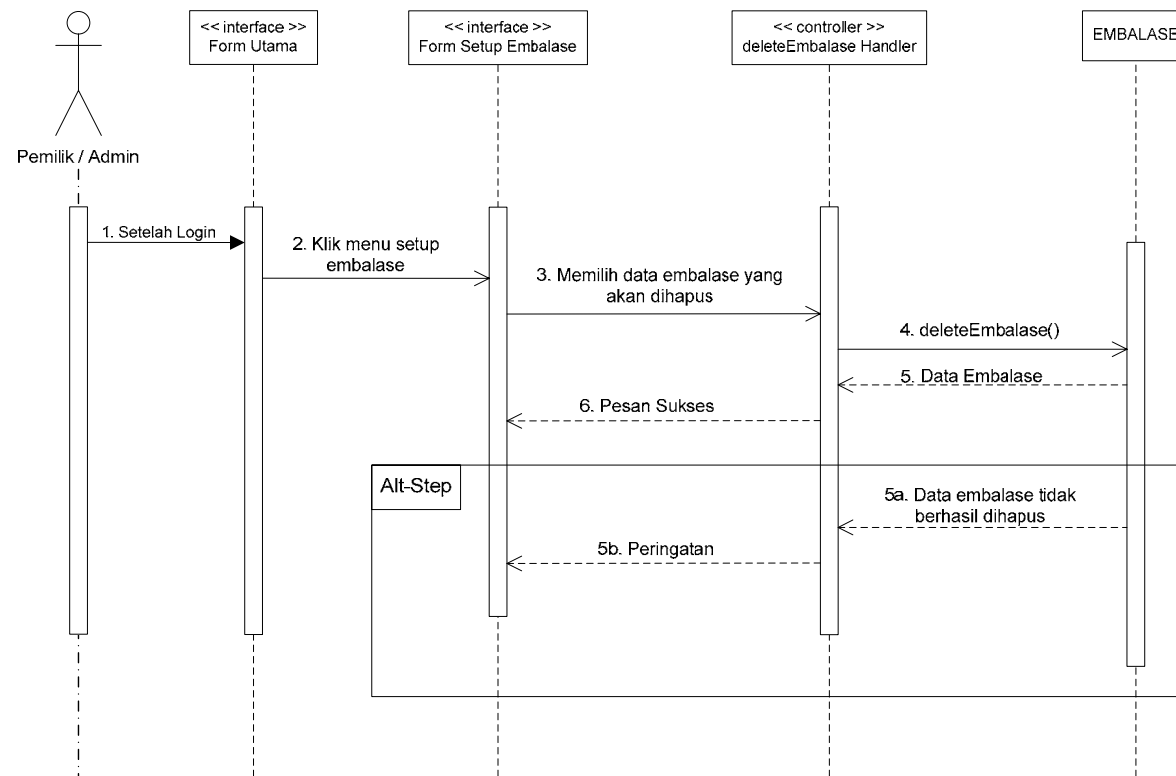 << interface >>
Form Utama
<< interface >>
Form Setup Embalase
<< controller >>
deleteEmbalase Handler
EMBALASE
Pemilik / Admin
1. Setelah Login
2. Klik menu setup
embalase
3. Memilih data embalase yang
akan dihapus
4. deleteEmbalase()
5. Data Embalase
6. Pesan Sukses
Alt-Step
5a. Data embalase tidak
berhasil dihapus
5b. Peringatan